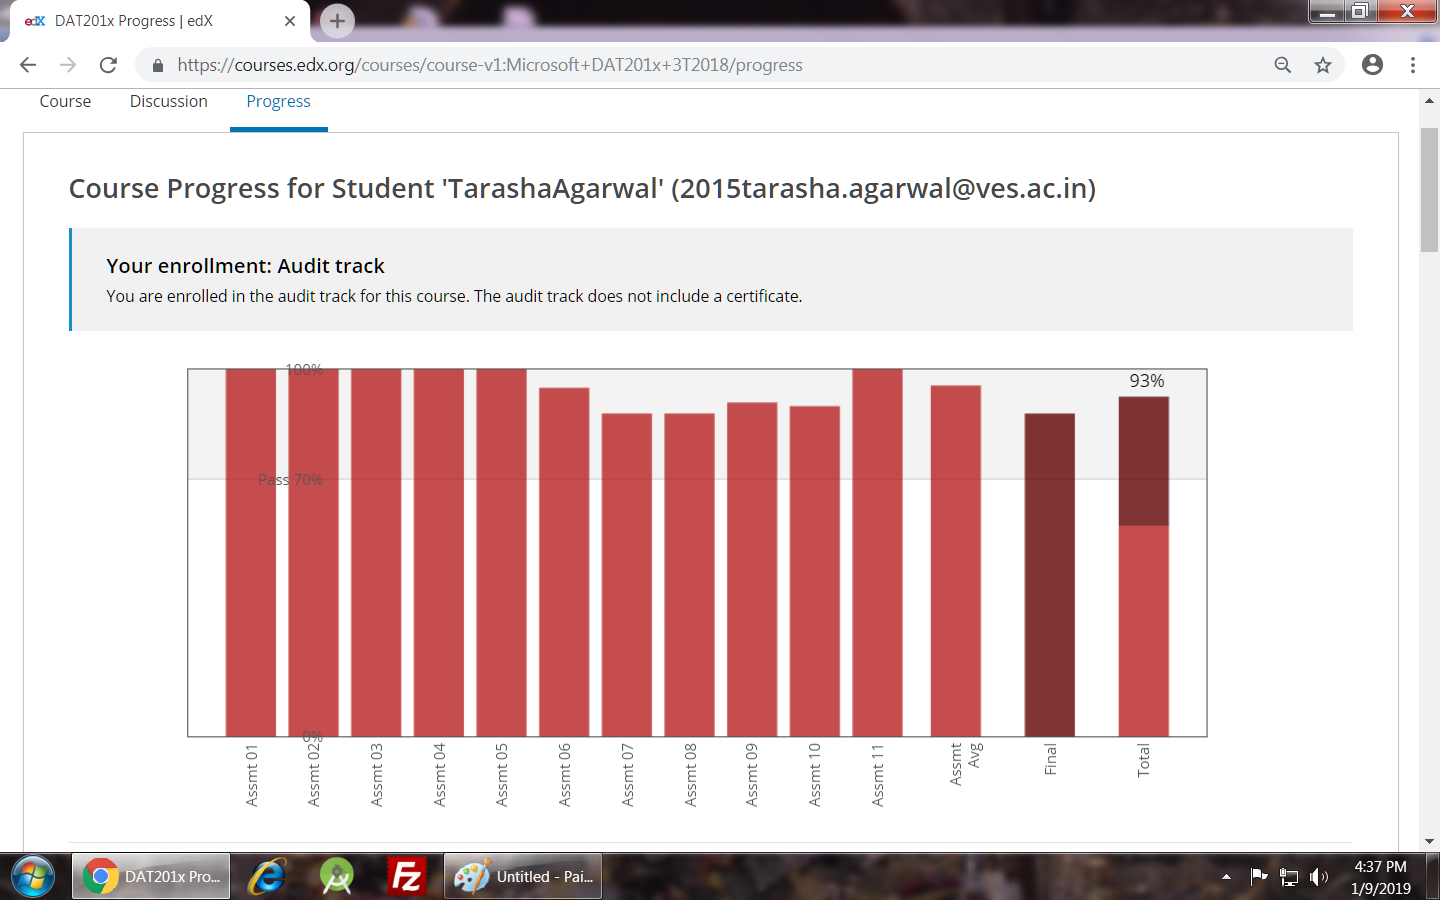 edX DAT201x Progress | edX
https://courses.edx.org/courses/course-v1:Microsoft+DAT201x+3T2018/progress
Course Discussion Progress
Course Progress for Student 'TarashaAgarwal' (2015tarasha.agarwal@ves.ac.in)
Your enrollment: Audit track
You are enrolled in the audit track for this course. The audit track does not include a certificate.
100%
93%
Pass 70%
0%
Assmt 01
Assmt 02
Assmt 03
Assmt 04
Assmt 05
Assmt 06
Assmt 07
Assmt 08
Assmt 09
Assmt 10
Assmt 11
Assmt
Avg
Final
Total
DAT201x Pro...
Fz
Untitled - Pai...
4:37 PM
1/9/2019